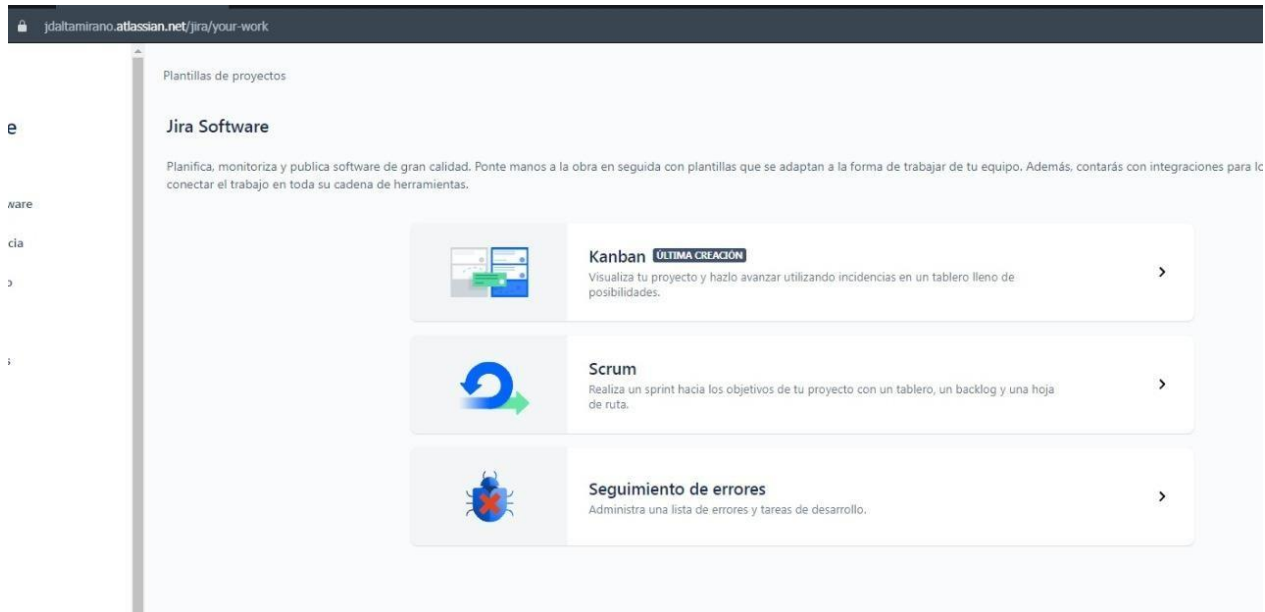 jdaltamirano.atlassian.net/jira/your-work
Plantillas de proyectos
e
Jira Software
Planifica, monitoriza y publica software de gran calidad. Ponte manos a la obra en seguida con plantillas que se adaptan a la forma de trabajar de tu equipo. Además, contarás con integraciones para lo
conectar el trabajo en toda su cadena de herramientas.
ware
cia
o
s
Kanban ÚLTIMA CREACIÓN
Visualiza tu proyecto y hazlo avanzar utilizando incidencias en un tablero lleno de
posibilidades.
Scrum
Realiza un sprint hacia los objetivos de tu proyecto con un tablero, un backlog y una hoja
de ruta.
Seguimiento de errores
Administra una lista de errores y tareas de desarrollo.